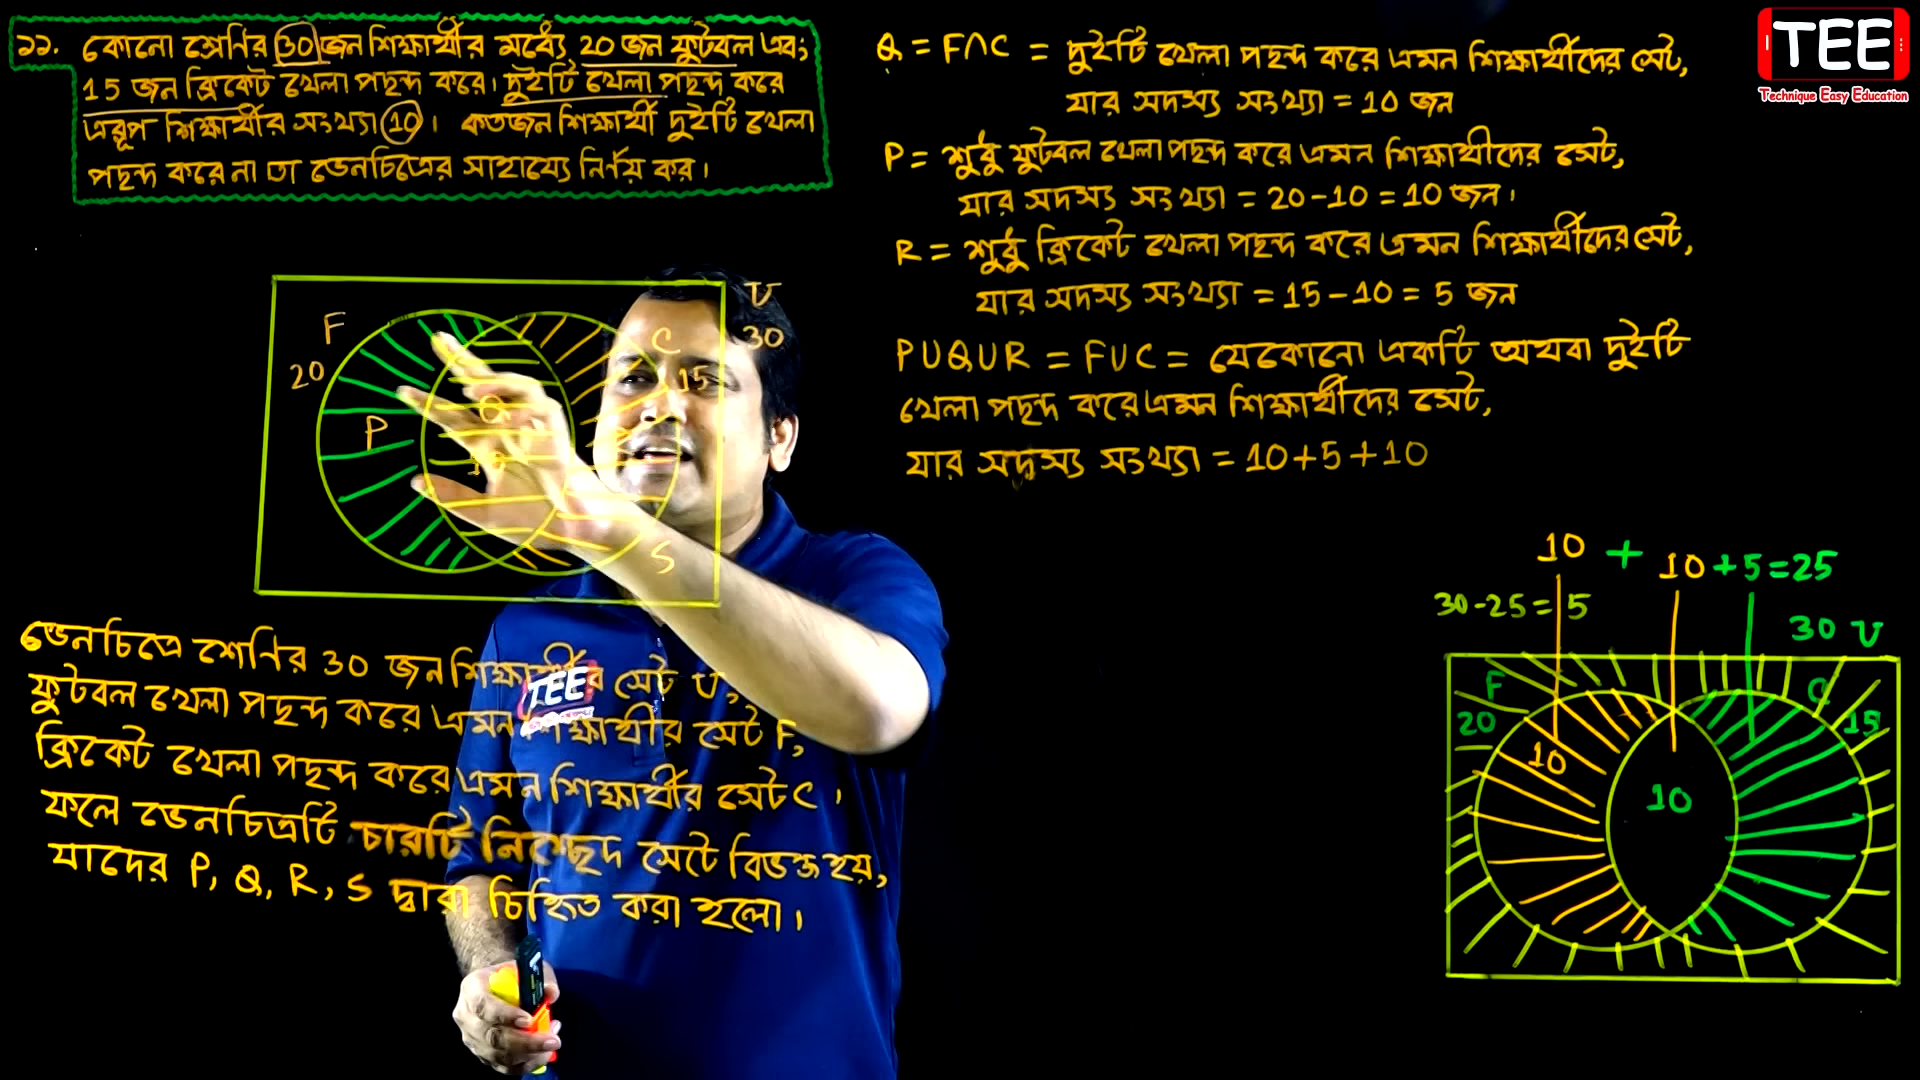 ১১. কোনো শ্রেণির 30 জন শিক্ষার্থীর মধ্যে 20 জন ফুটবল এবং
15 জন ক্রিকেট খেলা পছন্দ করে। দুইটি খেলা পছন্দ করে
এরূপ শিক্ষার্থীর সংখ্যা 10। কতজন শিক্ষার্থী দুইটি খেলা
পছন্দ করে না তা ভেনচিত্রের সাহায্যে নির্ণয় কর।
F
20
P
Q
10
C
15
S
U
30
ভেনচিত্রে শ্রেণির 30 জন শিক্ষার্থীর সেট U,
ফুটবল খেলা পছন্দ করে এমন শিক্ষার্থীর সেট F,
ক্রিকেট খেলা পছন্দ করে এমন শিক্ষার্থীর সেট C,
ফলে ভেনচিত্রটি চারটি নিশ্ছেদ সেটে বিভক্ত হয়,
যাদের P, Q, R, S দ্বারা চিহ্নিত করা হলো।
Q = F∩C = দুইটি খেলা পছন্দ করে এমন শিক্ষার্থীদের সেট,
যার সদস্য সংখ্যা = 10 জন
P = শুধু ফুটবল খেলা পছন্দ করে এমন শিক্ষার্থীদের সেট,
যার সদস্য সংখ্যা = 20-10 = 10 জন।
R = শুধু ক্রিকেট খেলা পছন্দ করে এমন শিক্ষার্থীদের সেট,
যার সদস্য সংখ্যা = 15-10 = 5 জন
PUQUR = FUC = যেকোনো একটি অথবা দুইটি
খেলা পছন্দ করে এমন শিক্ষার্থীদের সেট,
যার সদস্য সংখ্যা = 10+5+10
10 + 10+5=25
30-25=5
30 U
F
20
10
10
C
15
TEE
Technique Easy Education
TEE